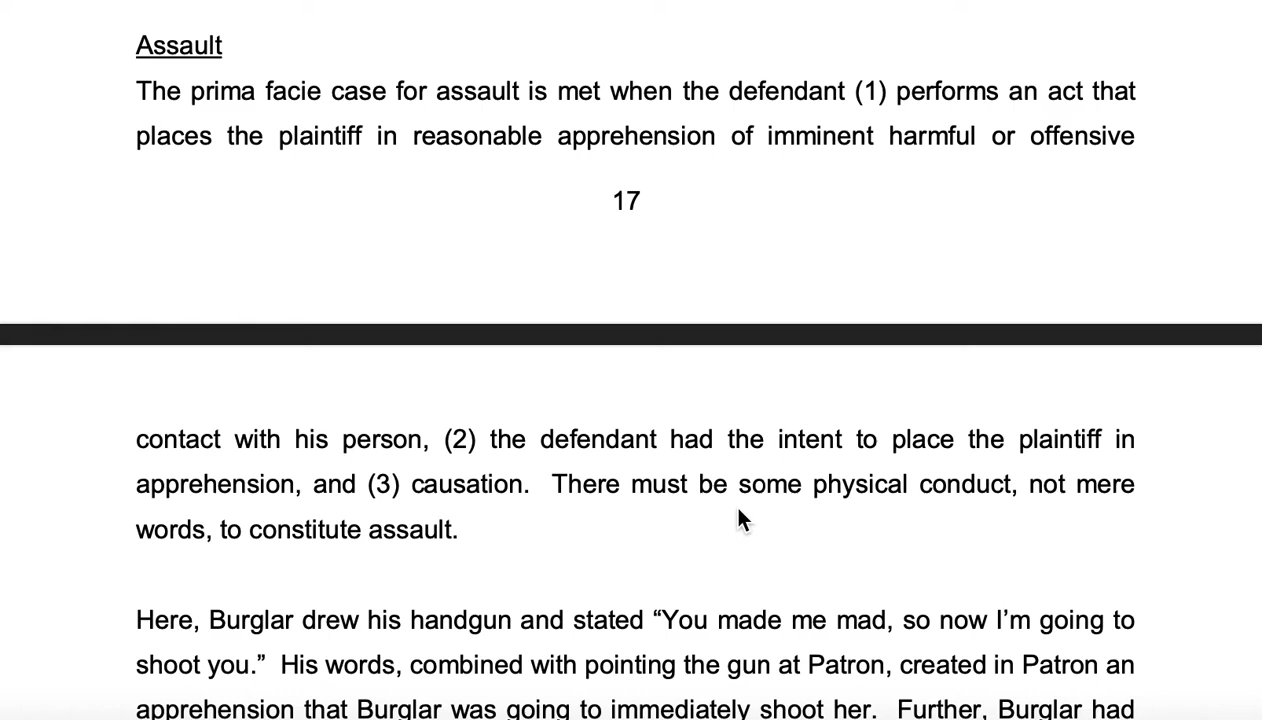 Assault
The prima facie case for assault is met when the defendant (1) performs an act that
places the plaintiff in reasonable apprehension of imminent harmful or offensive
17
contact with his person, (2) the defendant had the intent to place the plaintiff in
apprehension, and (3) causation.  There must be some physical conduct, not mere
words, to constitute assault.
Here, Burglar drew his handgun and stated “You made me mad, so now I’m going to
shoot you.”  His words, combined with pointing the gun at Patron, created in Patron an
apprehension that Burglar was going to immediately shoot her.  Further, Burglar had